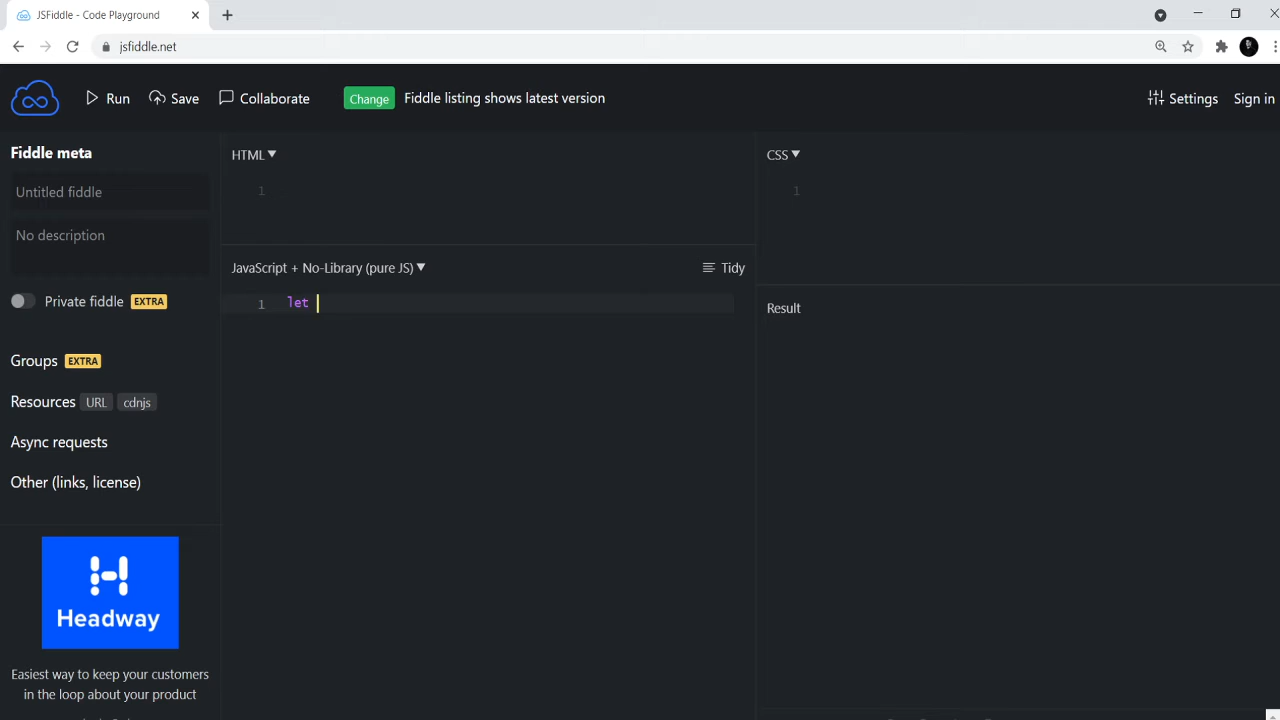 JSFiddle - Code Playground
jsfiddle.net
Run
Save
Collaborate
Change
Fiddle listing shows latest version
Settings
Sign in
Fiddle meta
Untitled fiddle
No description
Private fiddle EXTRA
Groups EXTRA
Resources URL cdnjs
Async requests
Other (links, license)
Headway
Easiest way to keep your customers
in the loop about your product
HTML
1
JavaScript + No-Library (pure JS)
Tidy
1 let
CSS
1
Result